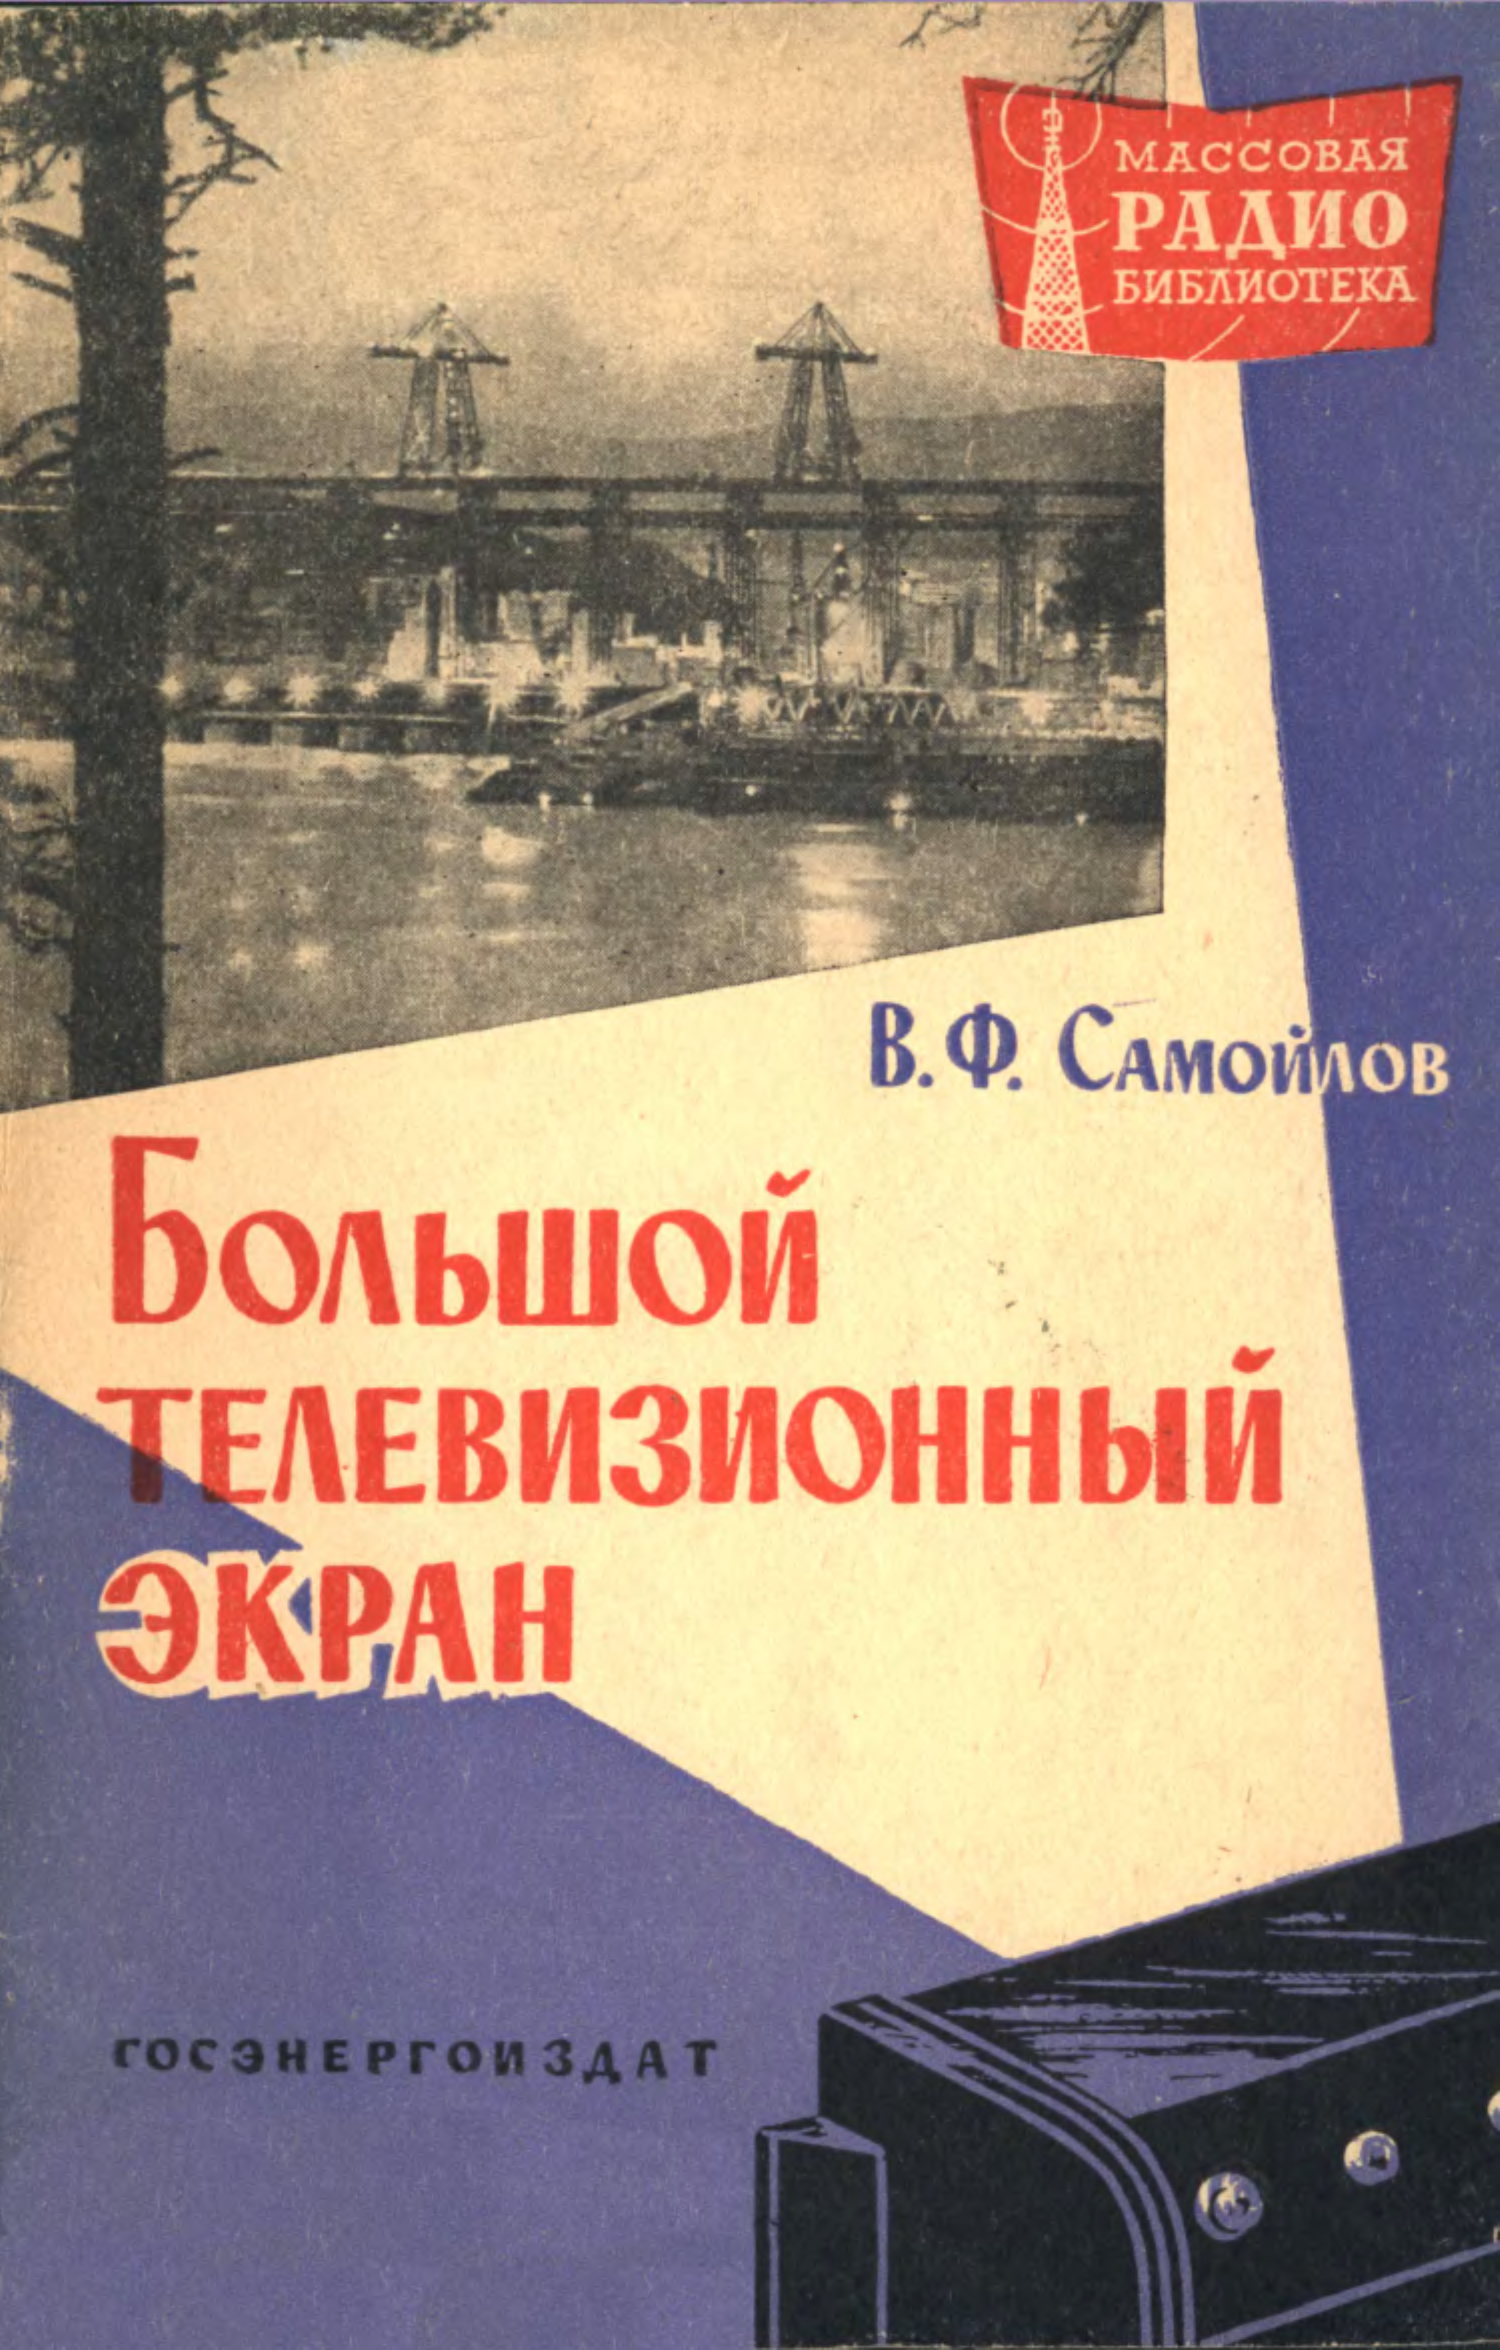 МАССОВАЯ
РАДИО
БИБЛИОТЕКА
В. Ф. Самойлов
Большой
телевизионный
экран
ГОСЭНЕРГОИЗДАТ